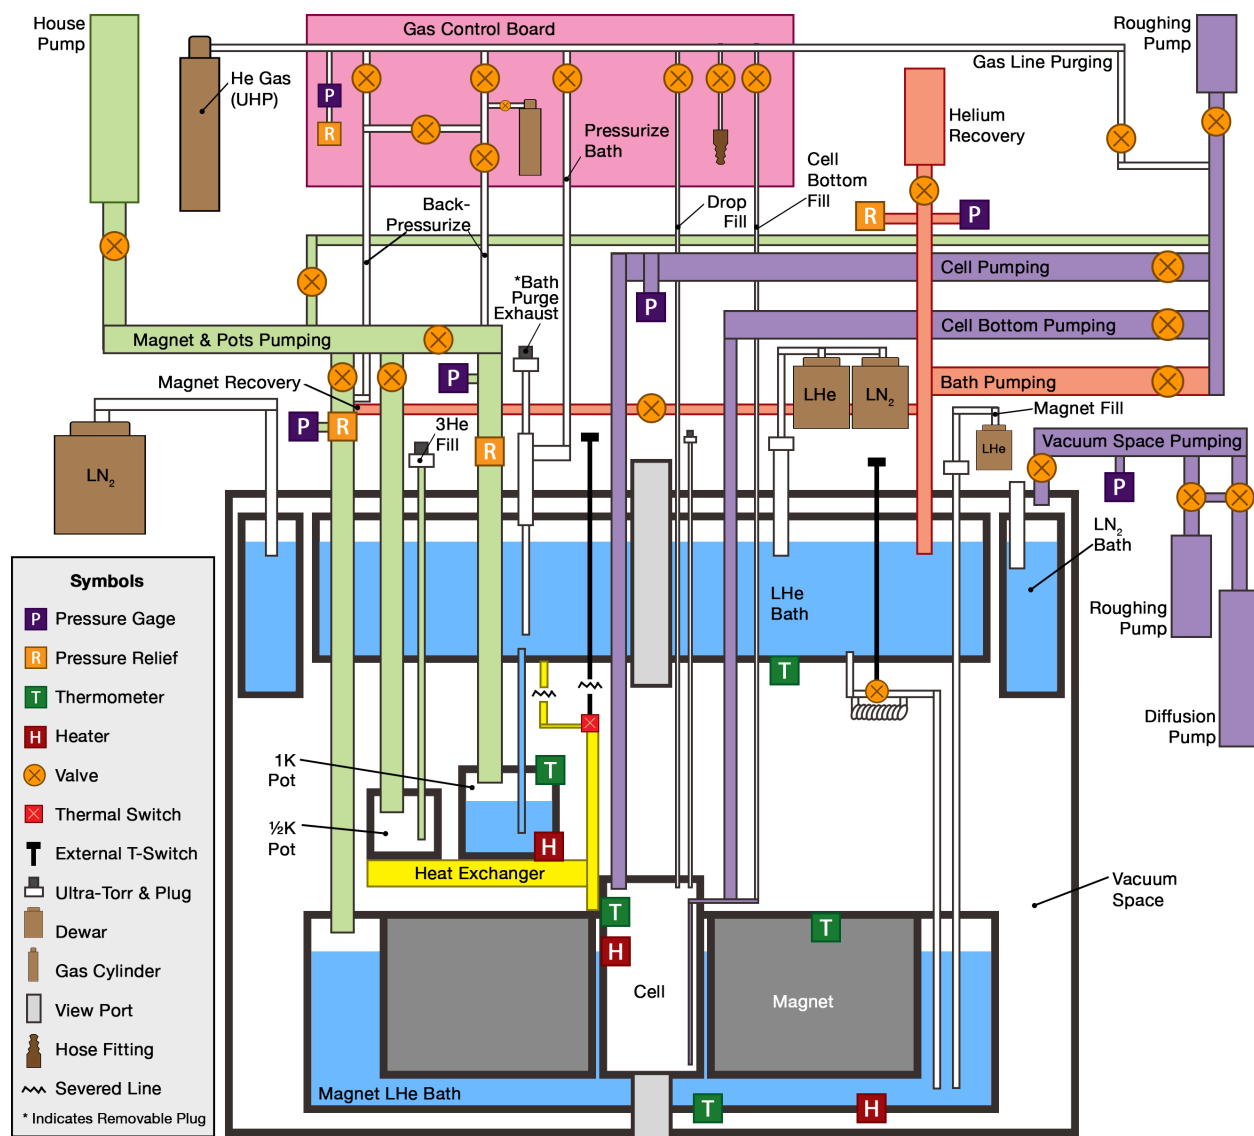 House
Pump
Gas Control Board
Roughing
Pump
Gas Line Purging
He Gas
(UHP)
P
R
Helium
Recovery
Pressurize
Bath
Cell
Bottom
Fill
Drop
Fill
R
P
Back-
Pressurize
*Bath
Purge
Exhaust
Cell Pumping
P
Cell Bottom Pumping
Magnet & Pots Pumping
Magnet Recovery
P
Bath Pumping
LHe
LN2
Magnet Fill
P
R
3He
Fill
R
LHe
Vacuum Space Pumping
P
LN2
LN2
Bath
LHe
Bath
Roughing
Pump
T
Diffusion
Pump
1K
Pot
T
½K
Pot
H
Heat Exchanger
Vacuum
Space
T
T
H
Cell
Magnet
Magnet LHe Bath
T
H
Symbols
P Pressure Gage
R Pressure Relief
T Thermometer
H Heater
Valve
Thermal Switch
External T-Switch
Ultra-Torr & Plug
Dewar
Gas Cylinder
View Port
Hose Fitting
Severed Line
* Indicates Removable Plug